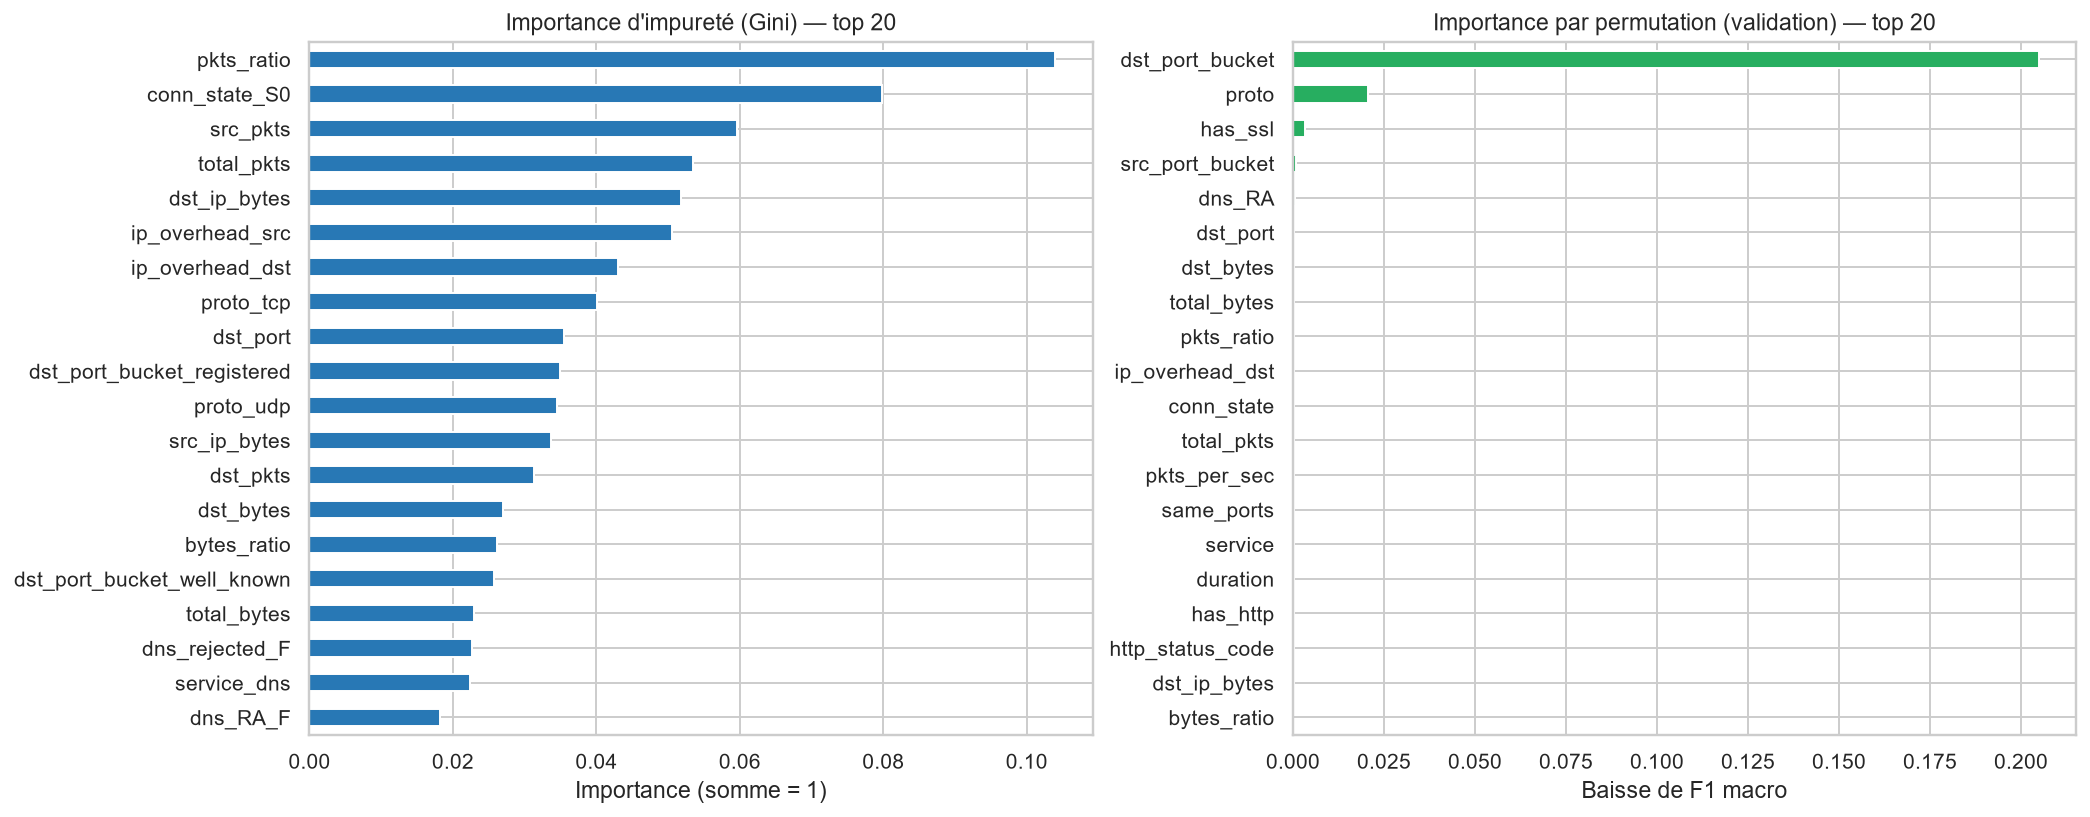 Importance d'impureté (Gini) — top 20
pkts_ratio
conn_state_S0
src_pkts
total_pkts
dst_ip_bytes
ip_overhead_src
ip_overhead_dst
proto_tcp
dst_port
dst_port_bucket_registered
proto_udp
src_ip_bytes
dst_pkts
dst_bytes
bytes_ratio
dst_port_bucket_well_known
total_bytes
dns_rejected_F
service_dns
dns_RA_F
0.00 0.02 0.04 0.06 0.08 0.10
Importance (somme = 1)
Importance par permutation (validation) — top 20
dst_port_bucket
proto
has_ssl
src_port_bucket
dns_RA
dst_port
dst_bytes
total_bytes
pkts_ratio
ip_overhead_dst
conn_state
total_pkts
pkts_per_sec
same_ports
service
duration
has_http
http_status_code
dst_ip_bytes
bytes_ratio
0.000 0.025 0.050 0.075 0.100 0.125 0.150 0.175 0.200
Baisse de F1 macro